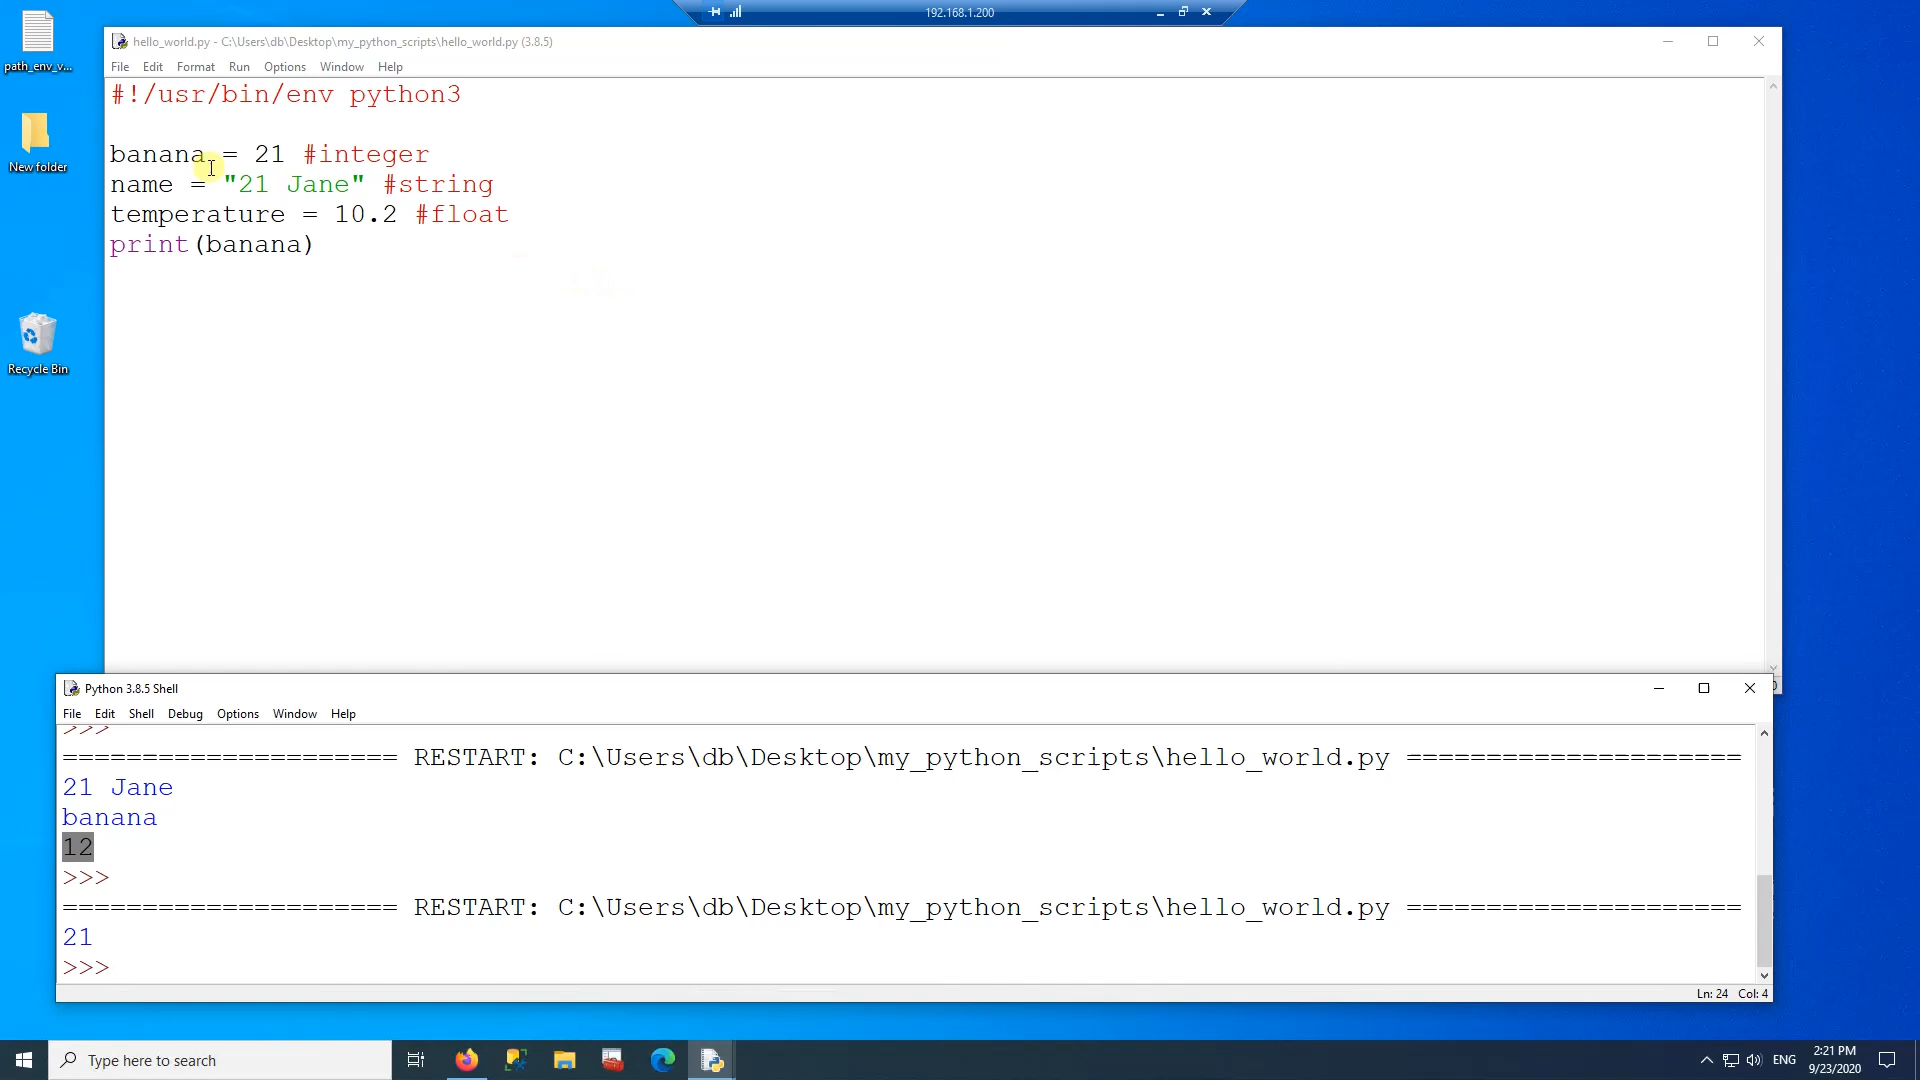 192.168.1.200
path_env_v...
New folder
Recycle Bin
hello_world.py - C:\Users\db\Desktop\my_python_scripts\hello_world.py (3.8.5)
File Edit Format Run Options Window Help
#!/usr/bin/env python3
banana = 21 #integer
name = "21 Jane" #string
temperature = 10.2 #float
print(banana)
Python 3.8.5 Shell
File Edit Shell Debug Options Window Help
>>>
===================== RESTART: C:\Users\db\Desktop\my_python_scripts\hello_world.py =====================
21 Jane
banana
12
>>>
===================== RESTART: C:\Users\db\Desktop\my_python_scripts\hello_world.py =====================
21
>>>
Ln: 24 Col: 4
Type here to search
ENG
2:21 PM
9/23/2020